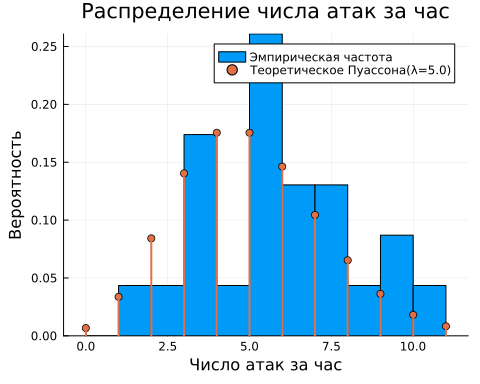 Распределение числа атак за час
Эмпирическая частота
Теоретическое Пуассона(λ=5.0)
0.25
0.20
0.15
0.10
0.05
0.00
Вероятность
0.0 2.5 5.0 7.5 10.0
Число атак за час